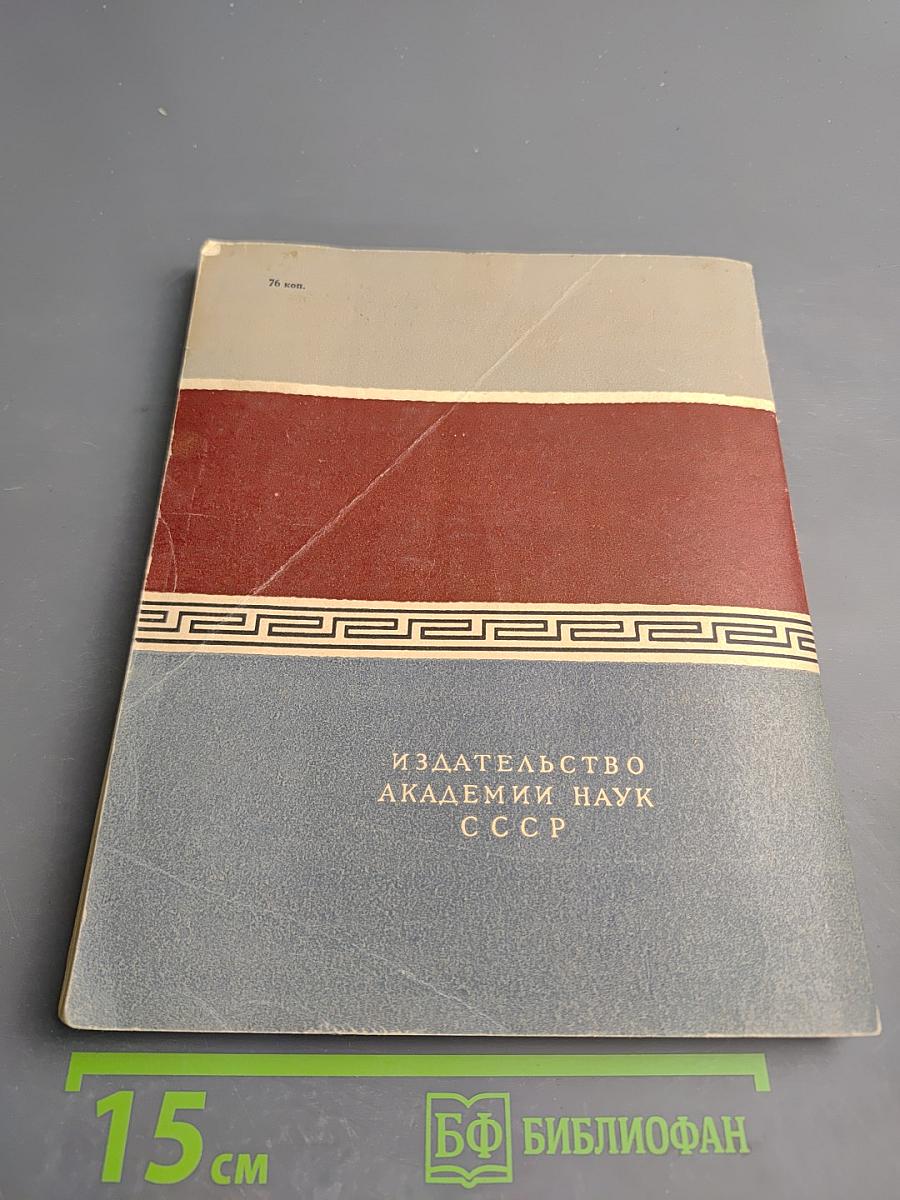 76 коп.
ИЗДАТЕЛЬСТВО
АКАДЕМИИ НАУК
СССР
15 см
БФ БИБЛИОФАН